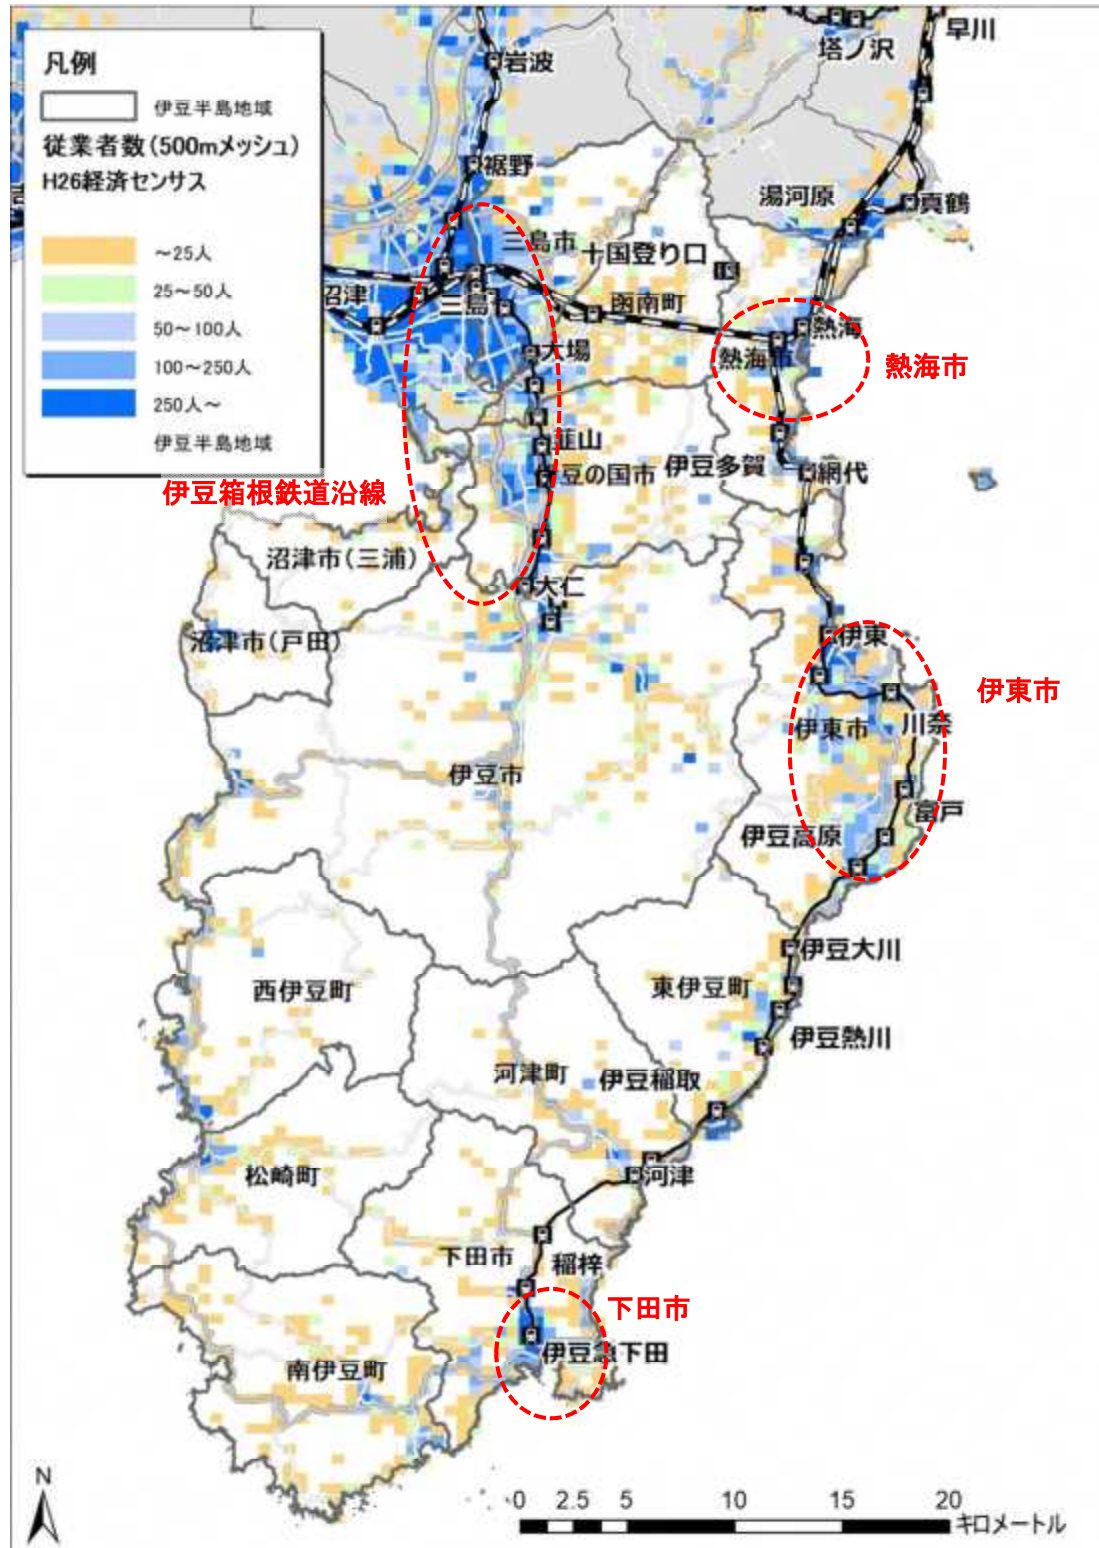 早川
塔ノ沢
岩波
凡例
伊豆半島地域
従業者数(500mメッシュ)
H26経済センサス
～25人
25～50人
50～100人
100～250人
250人～
伊豆半島地域
裾野
湯河原
真鶴
三島市
十国登り口
沼津
三島
函南町
熱海
大場
熱海市
熱海市
韮山
豆の国市
伊豆多賀
網代
伊豆箱根鉄道沿線
沼津市(三浦)
大仁
沼津市(戸田)
伊東
伊東市
伊東市
川奈
伊豆市
富戸
伊豆高原
伊豆大川
西伊豆町
東伊豆町
伊豆熱川
河津町
伊豆稲取
松崎町
河津
下田市
稲梓
下田市
伊豆急下田
南伊豆町
N
0 2.5 5 10 15 20
キロメートル